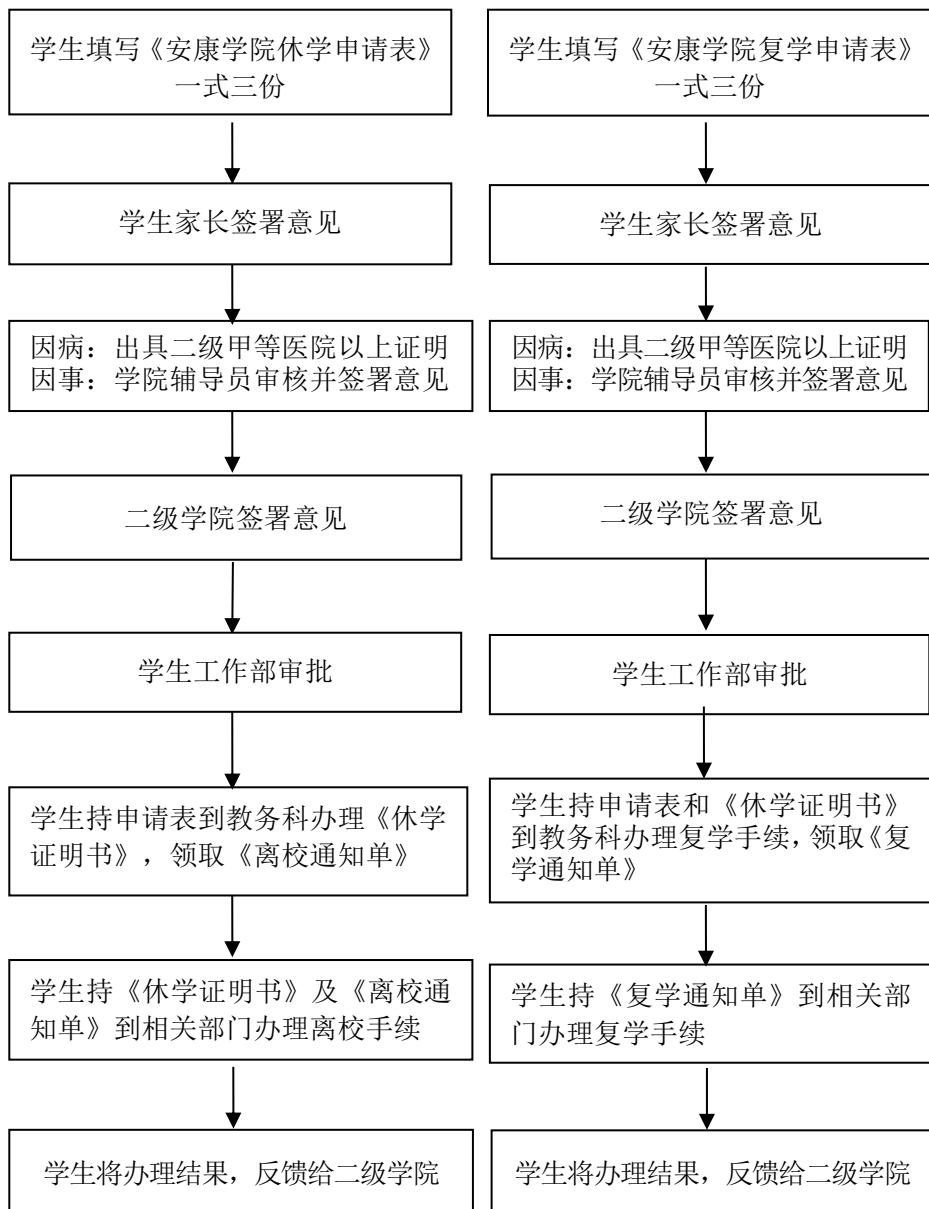 学生填写《安康学院休学申请表》
一式三份
学生家长签署意见
因病：出具二级甲等医院以上证明
因事：学院辅导员审核并签署意见
二级学院签署意见
学生工作部审批
学生持申请表到教务科办理《休学
证明书》，领取《离校通知单》
学生持《休学证明书》及《离校通
知单》到相关部门办理离校手续
学生将办理结果，反馈给二级学院
学生填写《安康学院复学申请表》
一式三份
学生家长签署意见
因病：出具二级甲等医院以上证明
因事：学院辅导员审核并签署意见
二级学院签署意见
学生工作部审批
学生持申请表和《休学证明书》
到教务科办理复学手续，领取《复
学通知单》
学生持《复学通知单》到相关部
门办理复学手续
学生将办理结果，反馈给二级学院